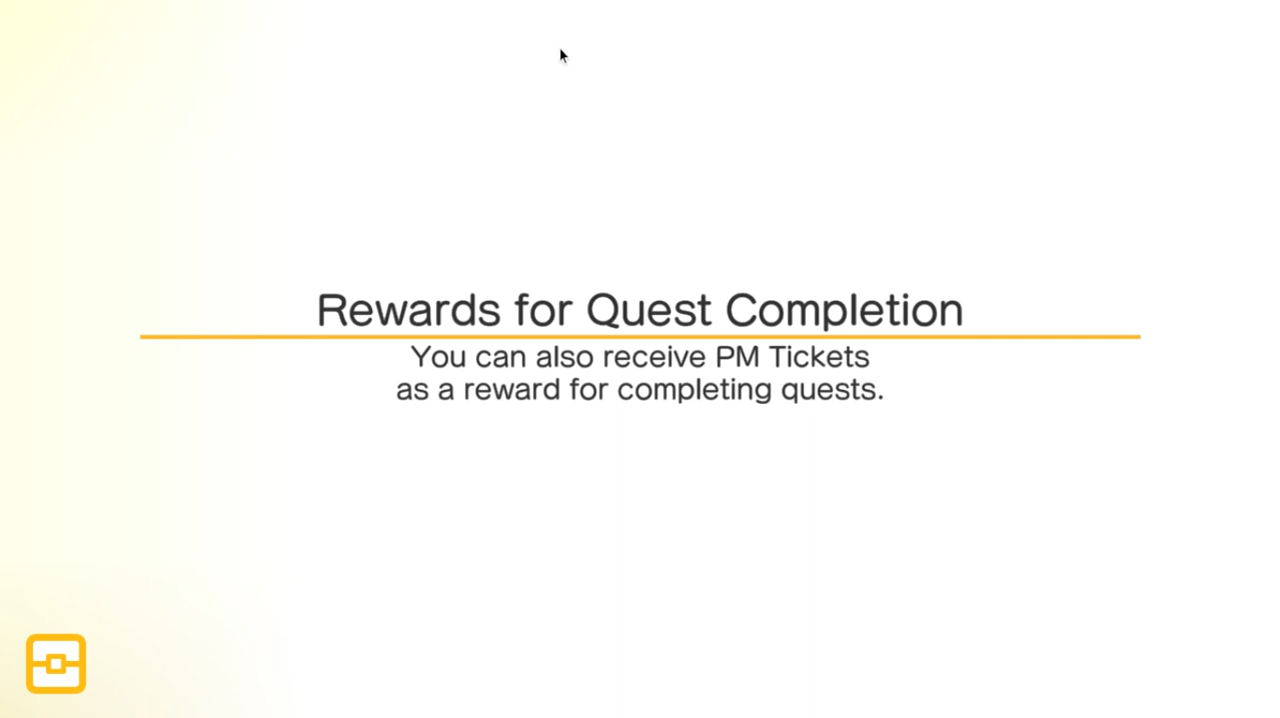 Rewards for Quest Completion
You can also receive PM Tickets
as a reward for completing quests.